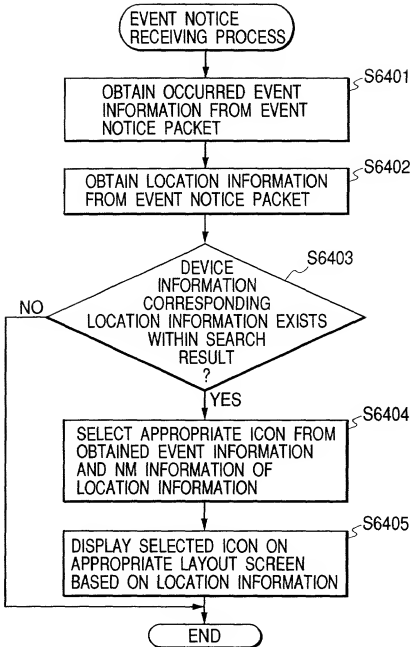 EVENT NOTICE
RECEIVING PROCESS
S6401
OBTAIN OCCURRED EVENT
INFORMATION FROM EVENT
NOTICE PACKET
S6402
OBTAIN LOCATION INFORMATION
FROM EVENT NOTICE PACKET
S6403
DEVICE
INFORMATION
CORRESPONDING
LOCATION INFORMATION EXISTS
WITHIN SEARCH
RESULT
?
NO
YES
S6404
SELECT APPROPRIATE ICON FROM
OBTAINED EVENT INFORMATION
AND NM INFORMATION OF
LOCATION INFORMATION
S6405
DISPLAY SELECTED ICON ON
APPROPRIATE LAYOUT SCREEN
BASED ON LOCATION INFORMATION
END